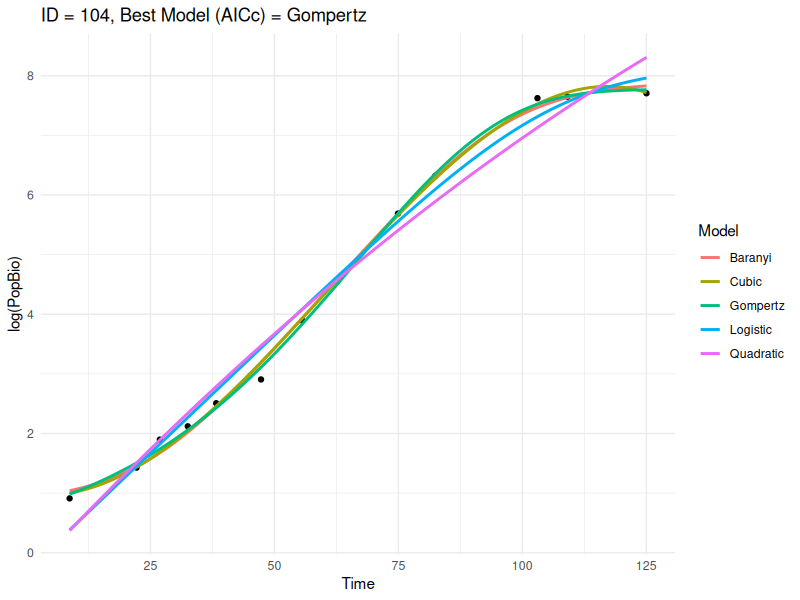 ID = 104, Best Model (AICc) = Gompertz
log(PopBio)
8
6
4
2
0
25
50
75
100
125
Time
Model
Baranyi
Cubic
Gompertz
Logistic
Quadratic